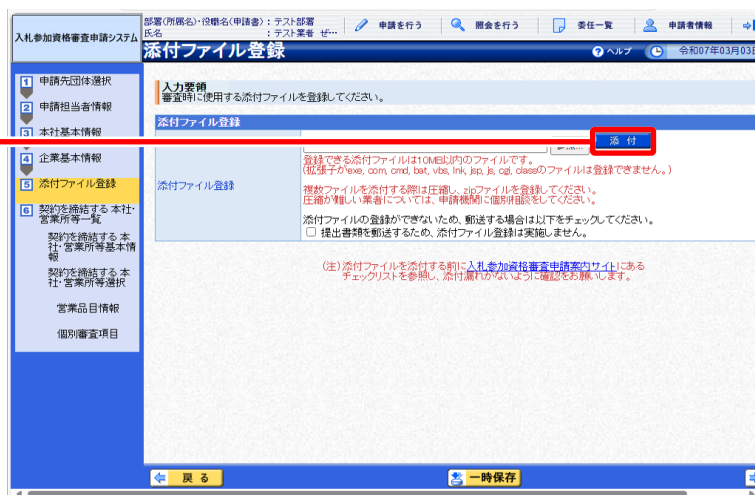 入札参加資格審査申請システム
部署(所属名)・役職名(申請書)：テスト部署
氏名：テスト業者 ぜ…
申請を行う
照会を行う
委任一覧
申請者情報
添付ファイル登録
ヘルプ
令和07年03月03日
1 申請先団体選択
2 申請担当者情報
3 本社基本情報
4 企業基本情報
5 添付ファイル登録
6 契約を締結する 本社・
営業所等一覧
契約を締結する 本
社・営業所等基本情
報
契約を締結する 本
社・営業所等選択
営業品目情報
個別審査項目
入力要領
審査時に使用する添付ファイルを登録してください。
添付ファイル登録
添付ファイル登録
添 付
登録できる添付ファイルは10MB以内のファイルです。
(拡張子がexe, com, cmd, bat, vbs, lnk, jsp, js, cgi, classのファイルは登録できません。)
複数ファイルを添付する際は圧縮し、zipファイルを登録してください。
圧縮が難しい業者については、申請機関に個別相談をしてください。
添付ファイルの登録ができないため、郵送する場合は以下をチェックしてください。
提出書類を郵送するため、添付ファイル登録は実施しません。
(注)添付ファイルを添付する前に入札参加資格審査申請案内サイトにある
チェックリストを参照し、添付漏れがないように確認をお願いします。
戻る
一時保存